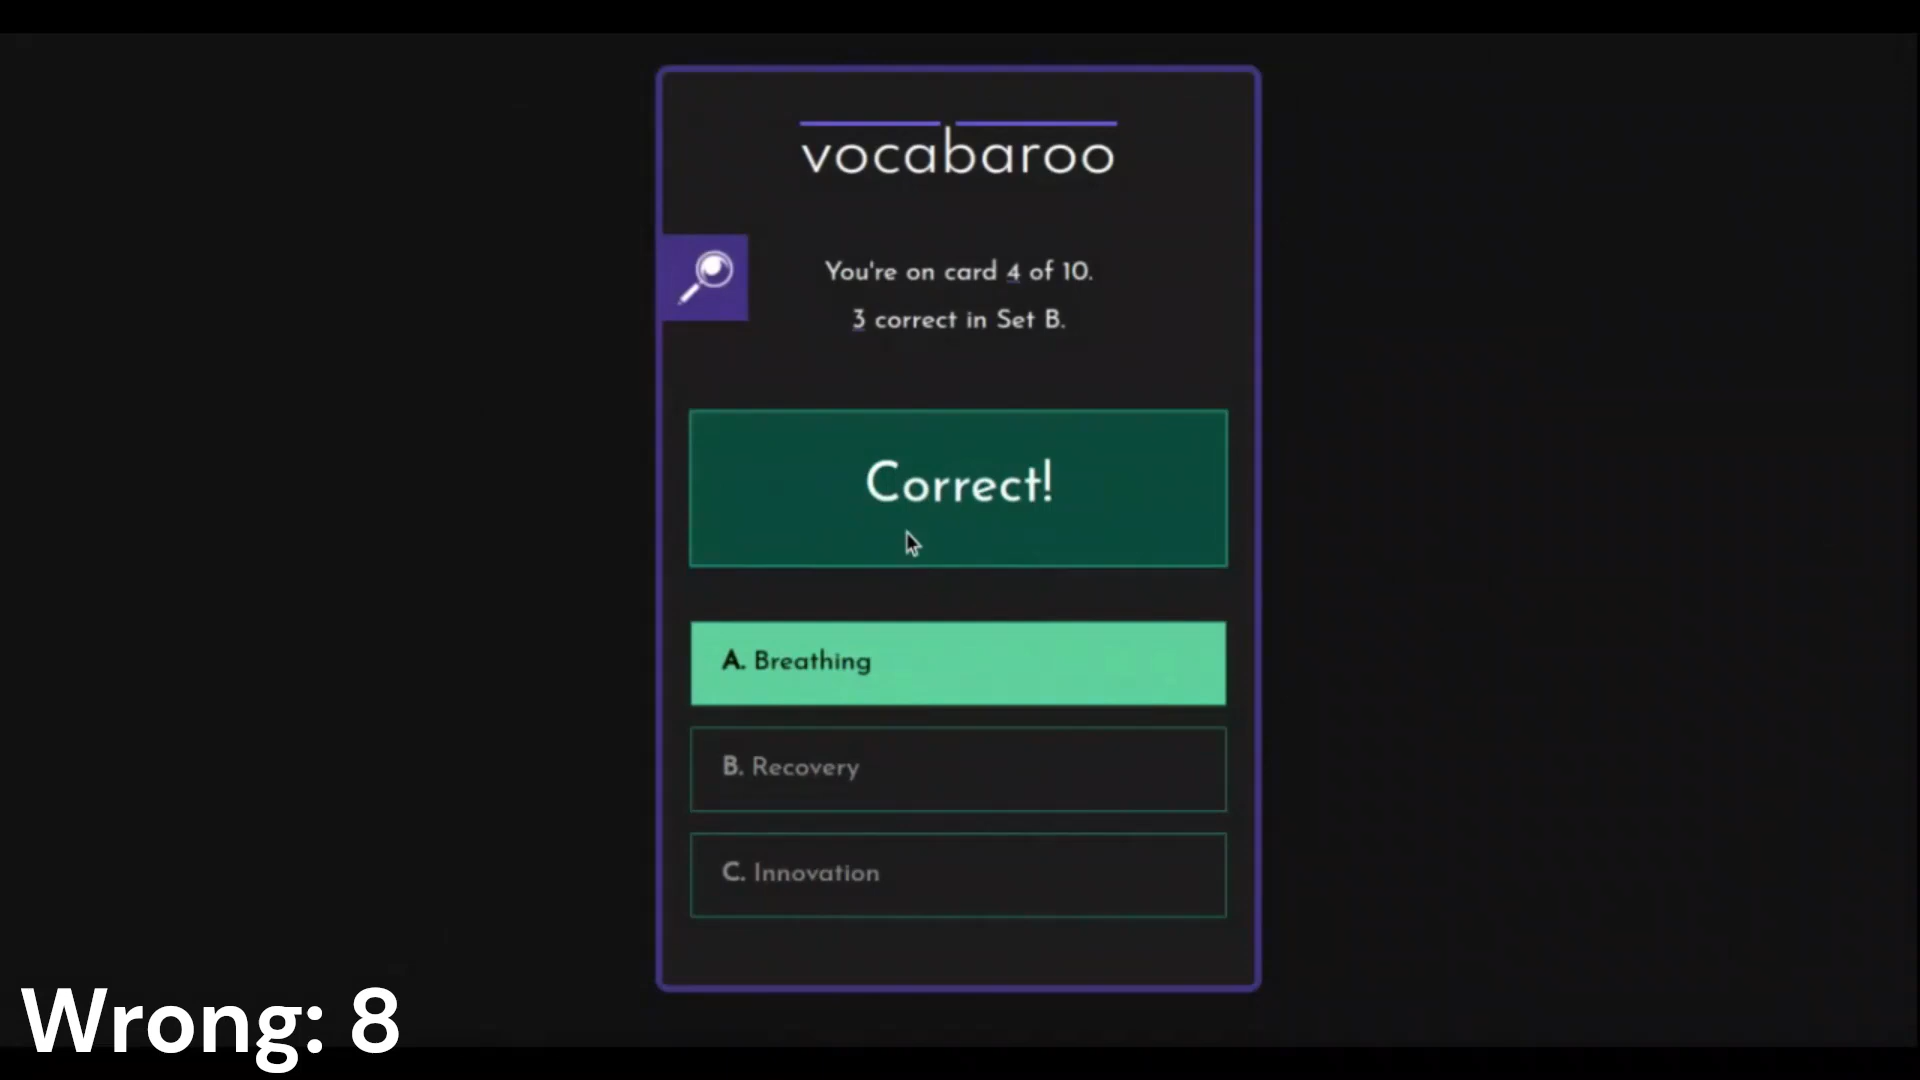 vocabaroo
You're on card 4 of 10.
3 correct in Set B.
Correct!
A. Breathing
B. Recovery
C. Innovation
Wrong: 8